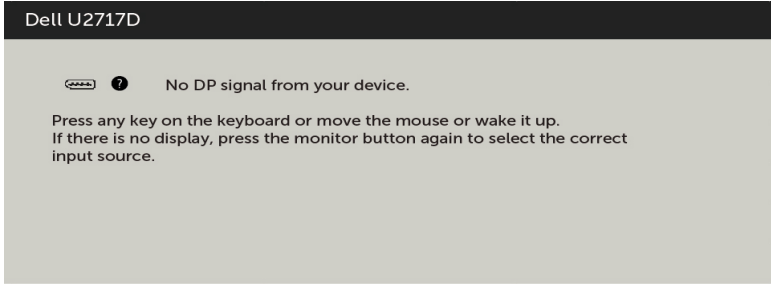 Dell U2717D
? No DP signal from your device.
Press any key on the keyboard or move the mouse or wake it up.
If there is no display, press the monitor button again to select the correct
input source.